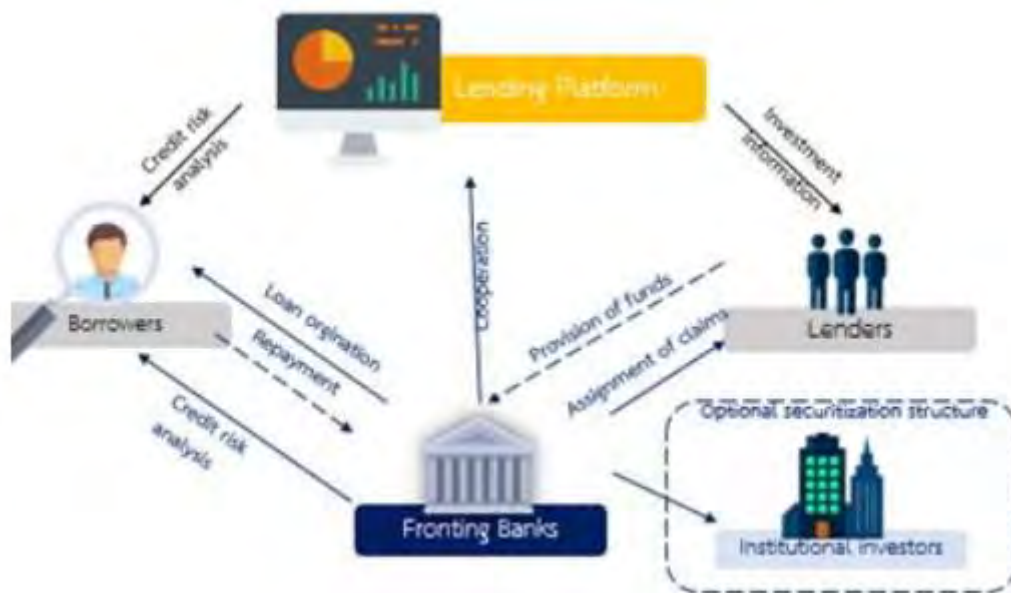 Lending Platform
Credit risk
analysis
Investment
information
Cooperation
Borrowers
Loan orgination
Repayment
Provision of funds
Lenders
Assignment of claims
Credit risk
analysis
Optional securitization structure
Fronting Banks
Institutional investors